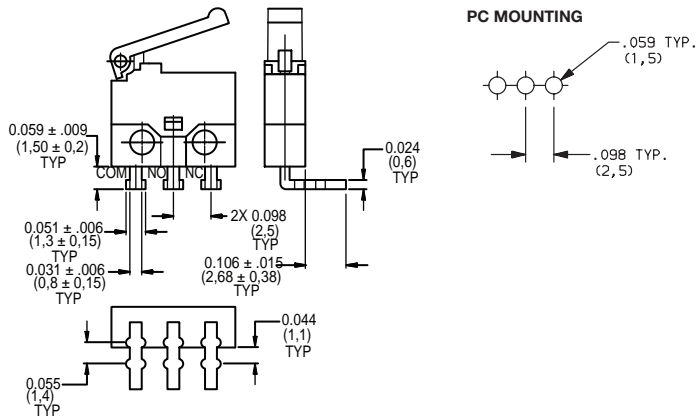 PC MOUNTING
.059 TYP.
(1,5)
.098 TYP.
(2,5)
0.059 ± .009
(1,50 ± 0,2)
TYP
COM NO NC
0.024
(0,6)
TYP
0.051 ± .006
(1,3 ± 0,15)
TYP
2X 0.098
(2,5)
TYP
0.031 ± .006
(0,8 ± 0,15)
TYP
0.106 ± .015
(2,68 ± 0,38)
TYP
0.044
(1,1)
TYP
0.055
(1,4)
TYP